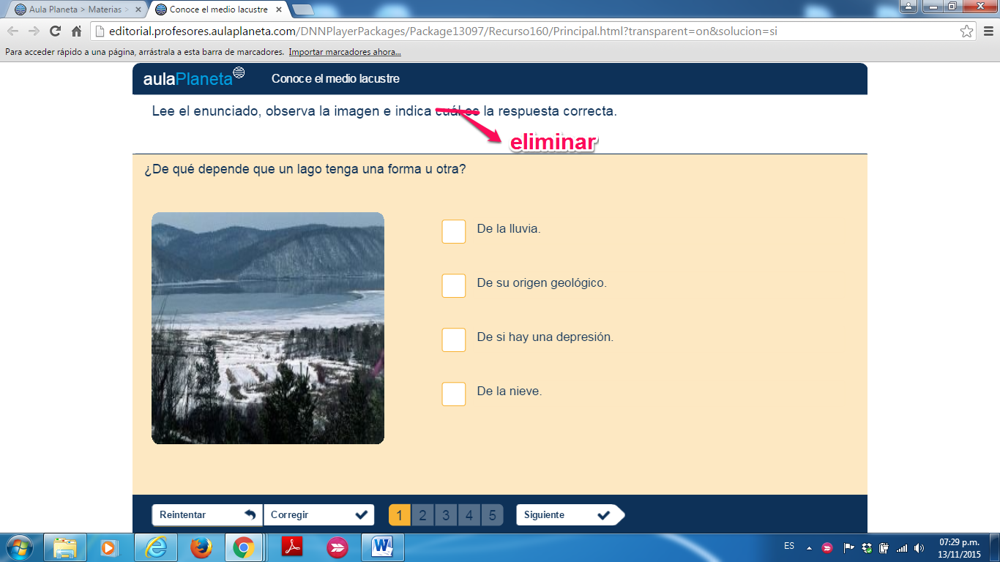 Aula Planeta > Materias >
Conoce el medio lacustre
editorial.profesores.aulaplaneta.com/DNNPlayerPackages/Package13097/Recurso160/Principal.html?transparent=on&solucion=si
Para acceder rápido a una página, arrástrala a esta barra de marcadores. Importar marcadores ahora...
aulaPlaneta
Conoce el medio lacustre
Lee el enunciado, observa la imagen e indica cuál es la respuesta correcta.
eliminar
¿De qué depende que un lago tenga una forma u otra?
De la lluvia.
De su origen geológico.
De si hay una depresión.
De la nieve.
Reintentar
Corregir
1 2 3 4 5
Siguiente
ES
07:29 p.m.
13/11/2015